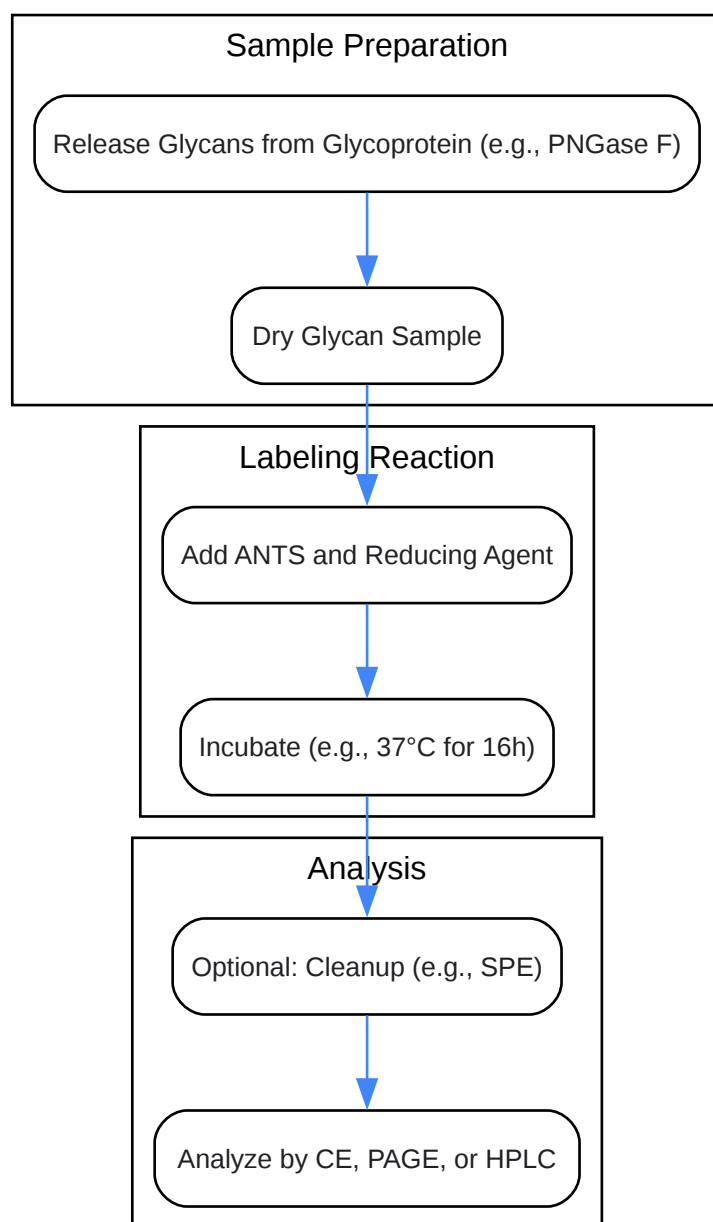 Sample Preparation
Release Glycans from Glycoprotein (e.g., PNGase F)
Dry Glycan Sample
Labeling Reaction
Add ANTS and Reducing Agent
Incubate (e.g., 37°C for 16h)
Analysis
Optional: Cleanup (e.g., SPE)
Analyze by CE, PAGE, or HPLC